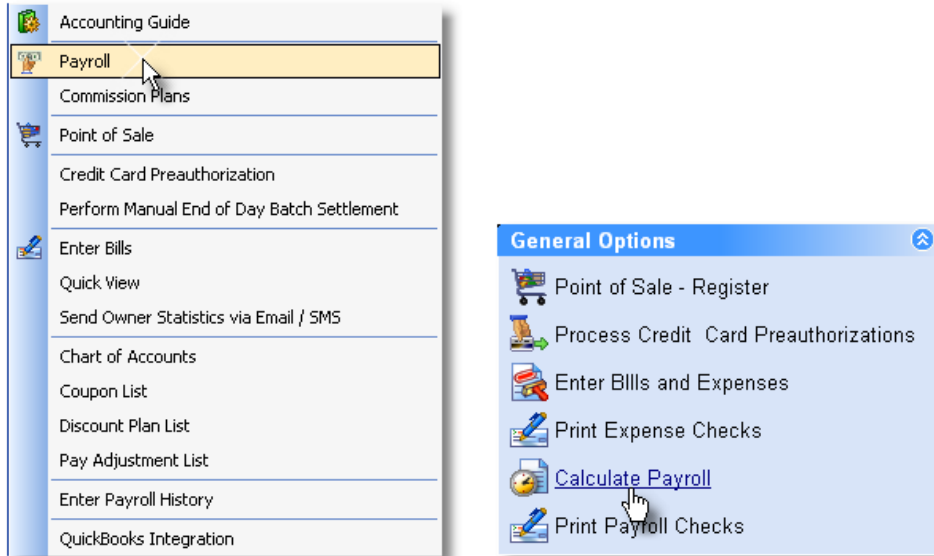 Accounting Guide
Payroll
Commission Plans
Point of Sale
Credit Card Preauthorization
Perform Manual End of Day Batch Settlement
Enter Bills
Quick View
Send Owner Statistics via Email / SMS
Chart of Accounts
Coupon List
Discount Plan List
Pay Adjustment List
Enter Payroll History
QuickBooks Integration
General Options
Point of Sale - Register
Process Credit Card Preauthorizations
Enter BIlls and Expenses
Print Expense Checks
Calculate Payroll
Print Payroll Checks